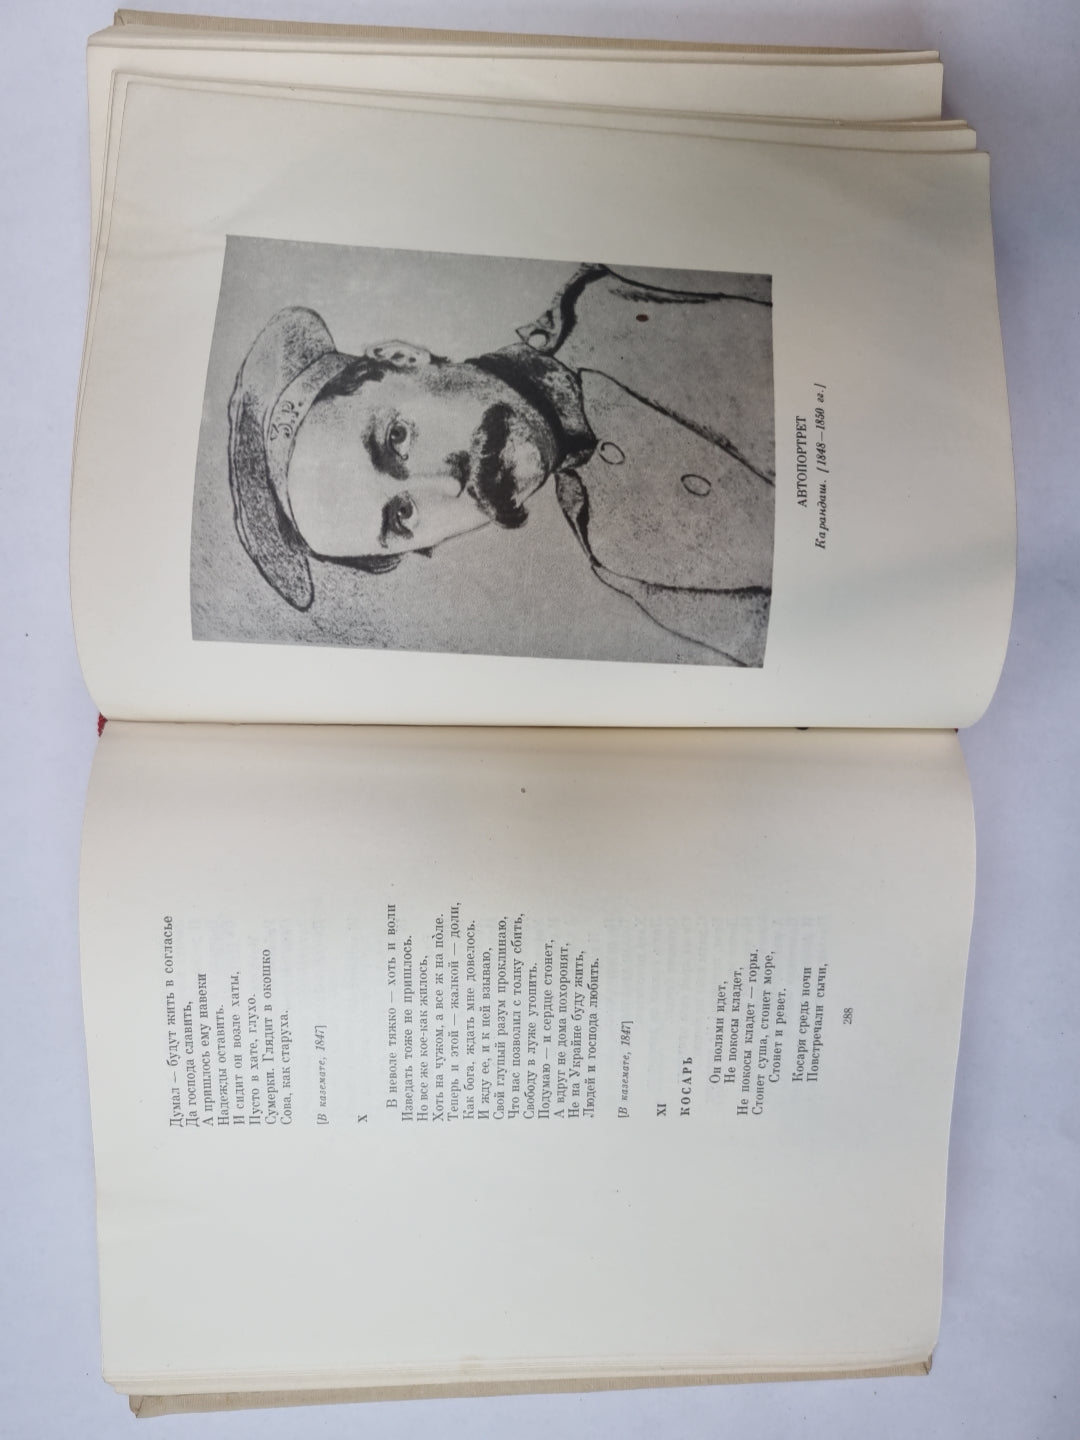 Думал — будут жить в согласье
Да господа славить,
А пришлось ему навеки
Надежды оставить.
И сидит он возле хаты,
Пусто в хате, глухо.
Сумерки. Глядит в окошко
Сова, как старуха.
[В каземате, 1847]
X
В неволе тяжко — хоть и воли
Изведать тоже не пришлось.
Но все же кое-как жилось,
Хоть на чужом, а все ж на по́ле.
Теперь и этой — жалкой — доли,
Как бога, ждать мне довелось.
И жду ее, и к ней взываю,
Свой глупый разум проклинаю,
Что нас позволил с толку сбить,
Свободу в луже утопить.
Подумаю — и сердце стонет,
А вдруг не дома похоронят,
Не на Украйне буду жить,
Людей и господа любить.
[В каземате, 1847]
XI
КОСАРЬ
Он полями идет,
Не покосы кладет,
Не покосы кладет — горы.
Стонет суша, стонет море,
Стонет и ревет.
Косаря средь ночи
Повстречали сычи,
288
АВТОПОРТРЕТ
Карандаш. [1848—1850 гг.]